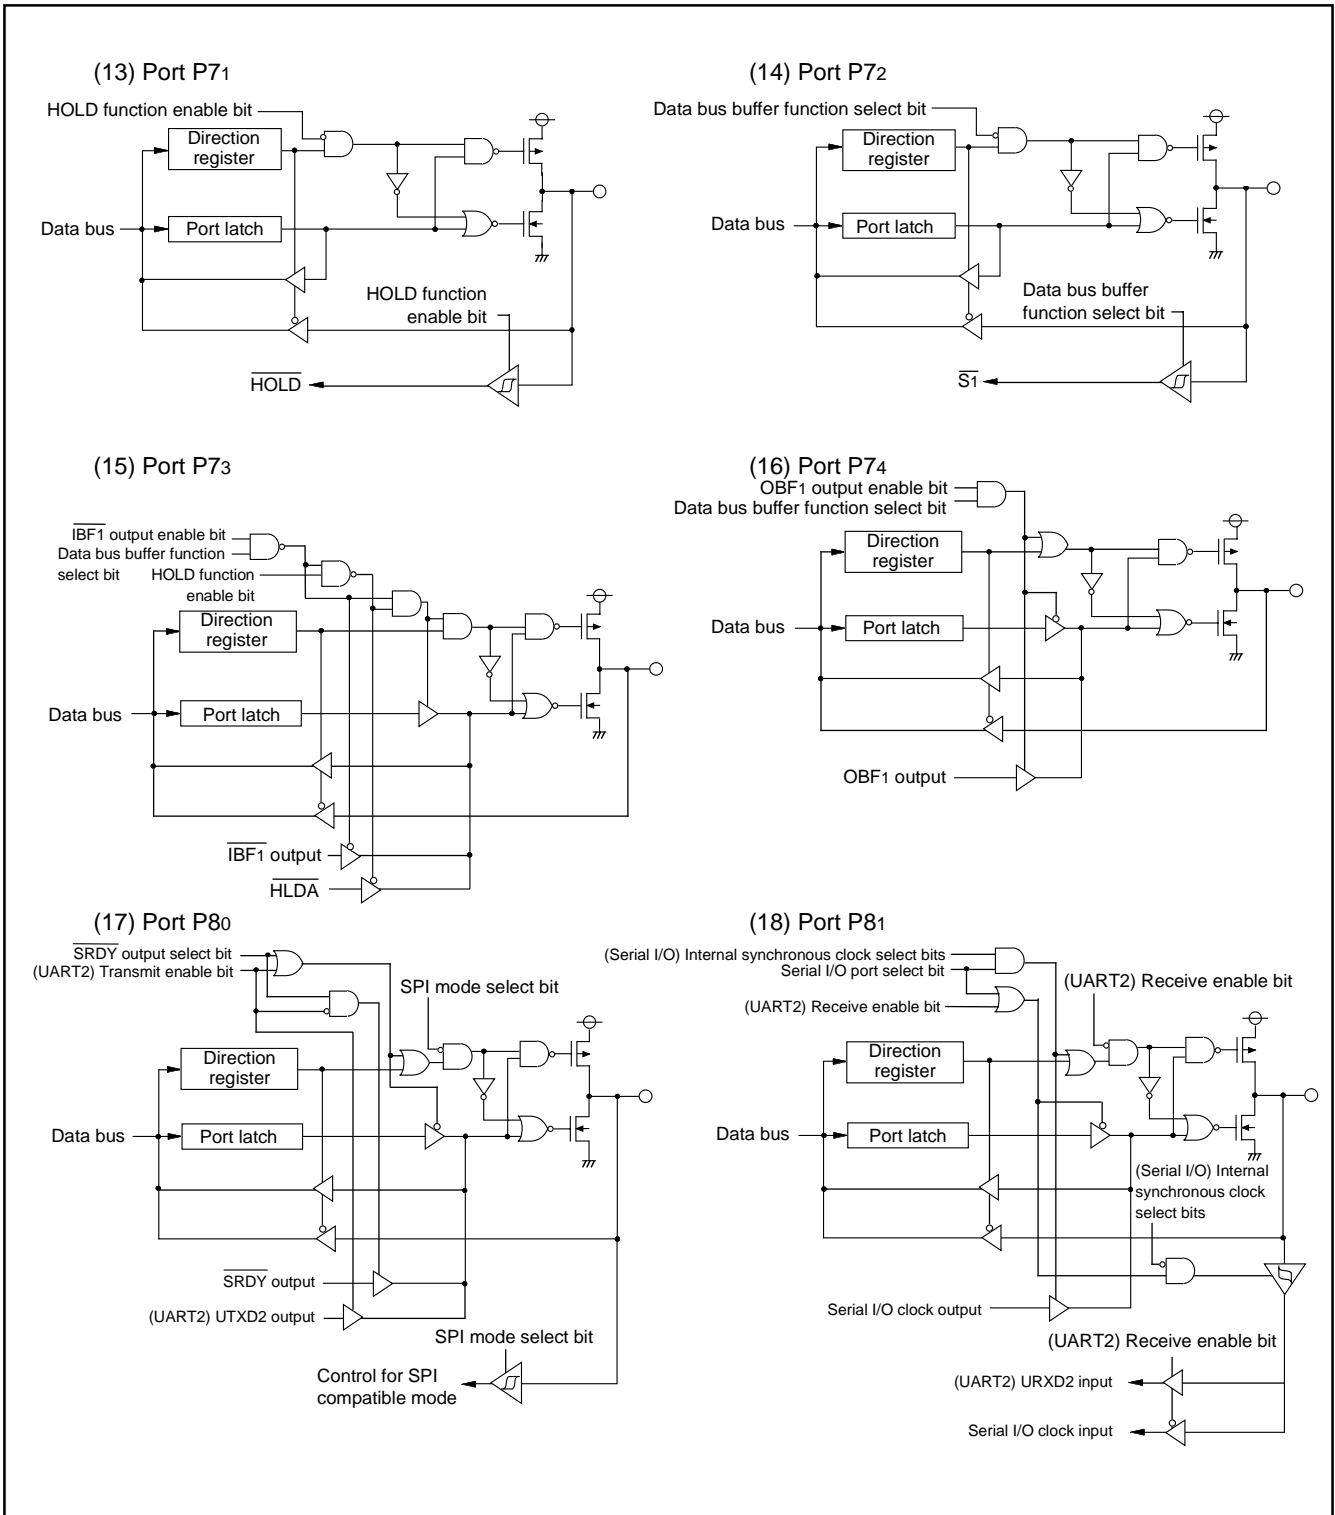 (13) Port P71
HOLD function enable bit
Direction
register
Data bus
Port latch
HOLD function
enable bit
HOLD
(14) Port P72
Data bus buffer function select bit
Direction
register
Data bus
Port latch
Data bus buffer
function select bit
S1
(15) Port P73
IBF1 output enable bit
Data bus buffer function
select bit
HOLD function
enable bit
Direction
register
Data bus
Port latch
IBF1 output
HLDA
(16) Port P74
OBF1 output enable bit
Data bus buffer function select bit
Direction
register
Data bus
Port latch
OBF1 output
(17) Port P80
SRDY output select bit
(UART2) Transmit enable bit
SPI mode select bit
Direction
register
Data bus
Port latch
SRDY output
(UART2) UTXD2 output
SPI mode select bit
Control for SPI
compatible mode
(18) Port P81
(Serial I/O) Internal synchronous clock select bits
Serial I/O port select bit
(UART2) Receive enable bit
(UART2) Receive enable bit
Direction
register
Data bus
Port latch
(Serial I/O) Internal
synchronous clock
select bits
Serial I/O clock output
(UART2) Receive enable bit
(UART2) URXD2 input
Serial I/O clock input